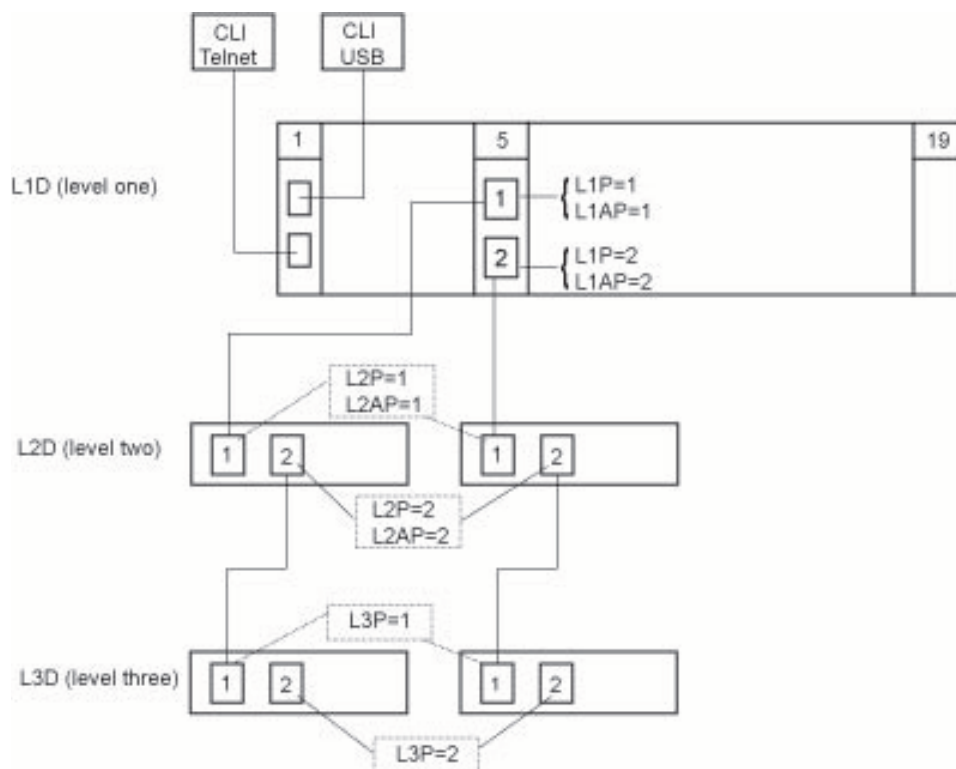 CLI
Telnet
CLI
USB
1
5
19
L1D (level one)
1
L1P=1
L1AP=1
2
L1P=2
L1AP=2
L2P=1
L2AP=1
L2D (level two)
1
2
1
2
L2P=2
L2AP=2
L3P=1
L3D (level three)
1
2
1
2
L3P=2